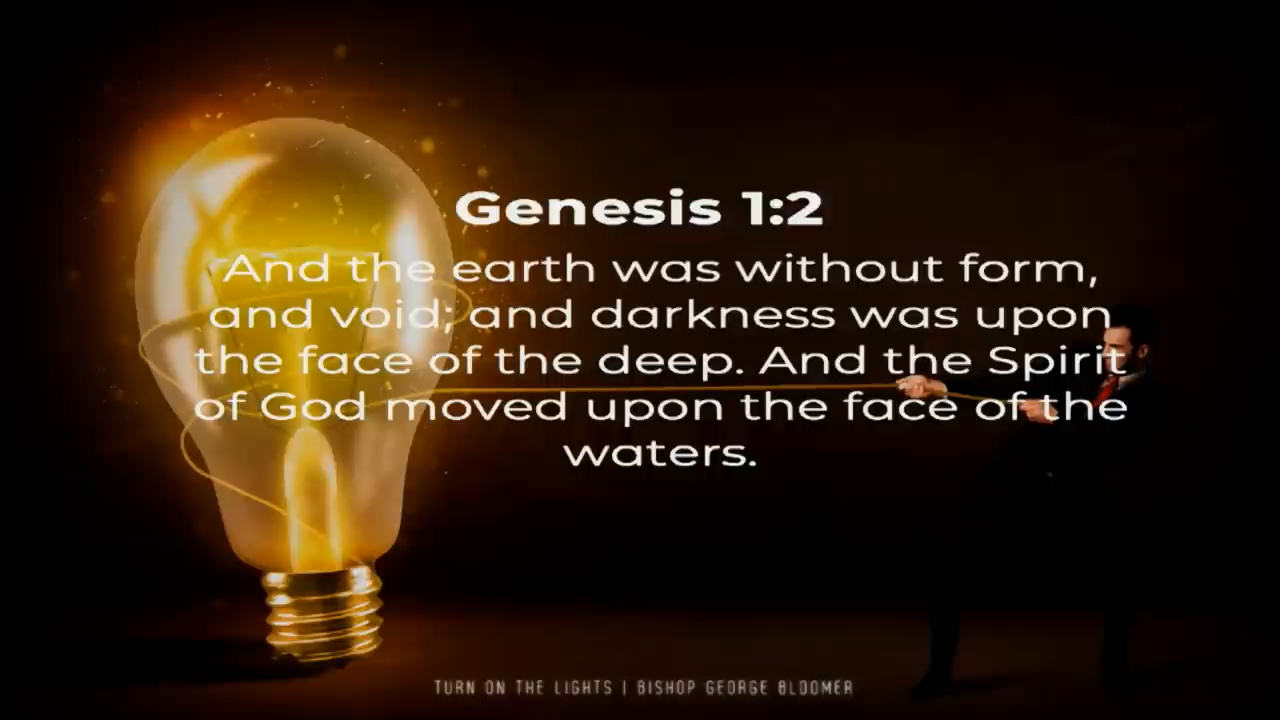 Genesis 1:2
And the earth was without form,
and void; and darkness was upon
the face of the deep. And the Spirit
of God moved upon the face of the
waters.
TURN ON THE LIGHTS | BISHOP GEORGE BLOOMER